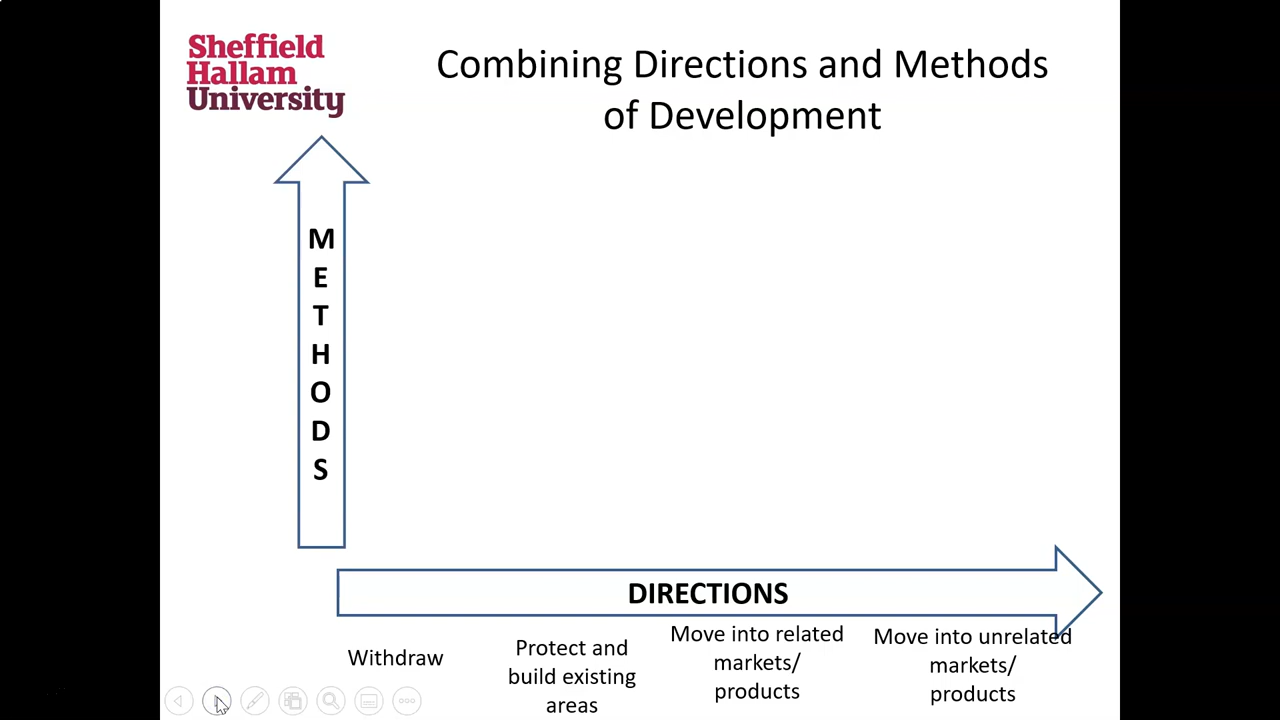 Sheffield
Hallam
University
Combining Directions and Methods
of Development
M
E
T
H
O
D
S
DIRECTIONS
Withdraw
Protect and
build existing
areas
Move into related
markets/
products
Move into unrelated
markets/
products